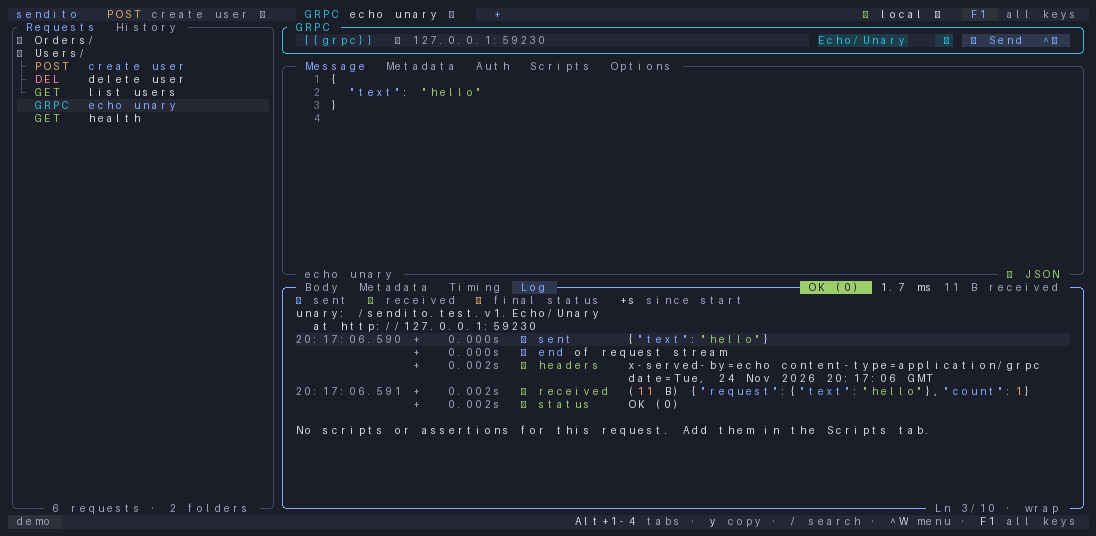 sendito POST create user GRPC echo unary + local F1 all keys
Requests History
Orders/
Users/
POST create user
DEL delete user
GET list users
GRPC echo unary
GET health
6 requests · 2 folders
GRPC
{{grpc}} 127.0.0.1:59230 Echo/Unary Send ^
Message Metadata Auth Scripts Options
1 {
2 "text": "hello"
3 }
4
echo unary JSON
Body Metadata Timing Log OK (0) 1.7 ms 11 B received
sent received final status +s since start
unary: /sendito.test.v1.Echo/Unary
at http://127.0.0.1:59230
20:17:06.590 + 0.000s sent {"text":"hello"}
+ 0.000s end of request stream
+ 0.002s headers x-served-by=echo content-type=application/grpc
date=Tue, 24 Nov 2026 20:17:06 GMT
20:17:06.591 + 0.002s received (11 B) {"request":{"text":"hello"},"count":1}
+ 0.002s status OK (0)
No scripts or assertions for this request. Add them in the Scripts tab.
Ln 3/10 · wrap
demo Alt+1-4 tabs · y copy · / search · ^W menu · F1 all keys